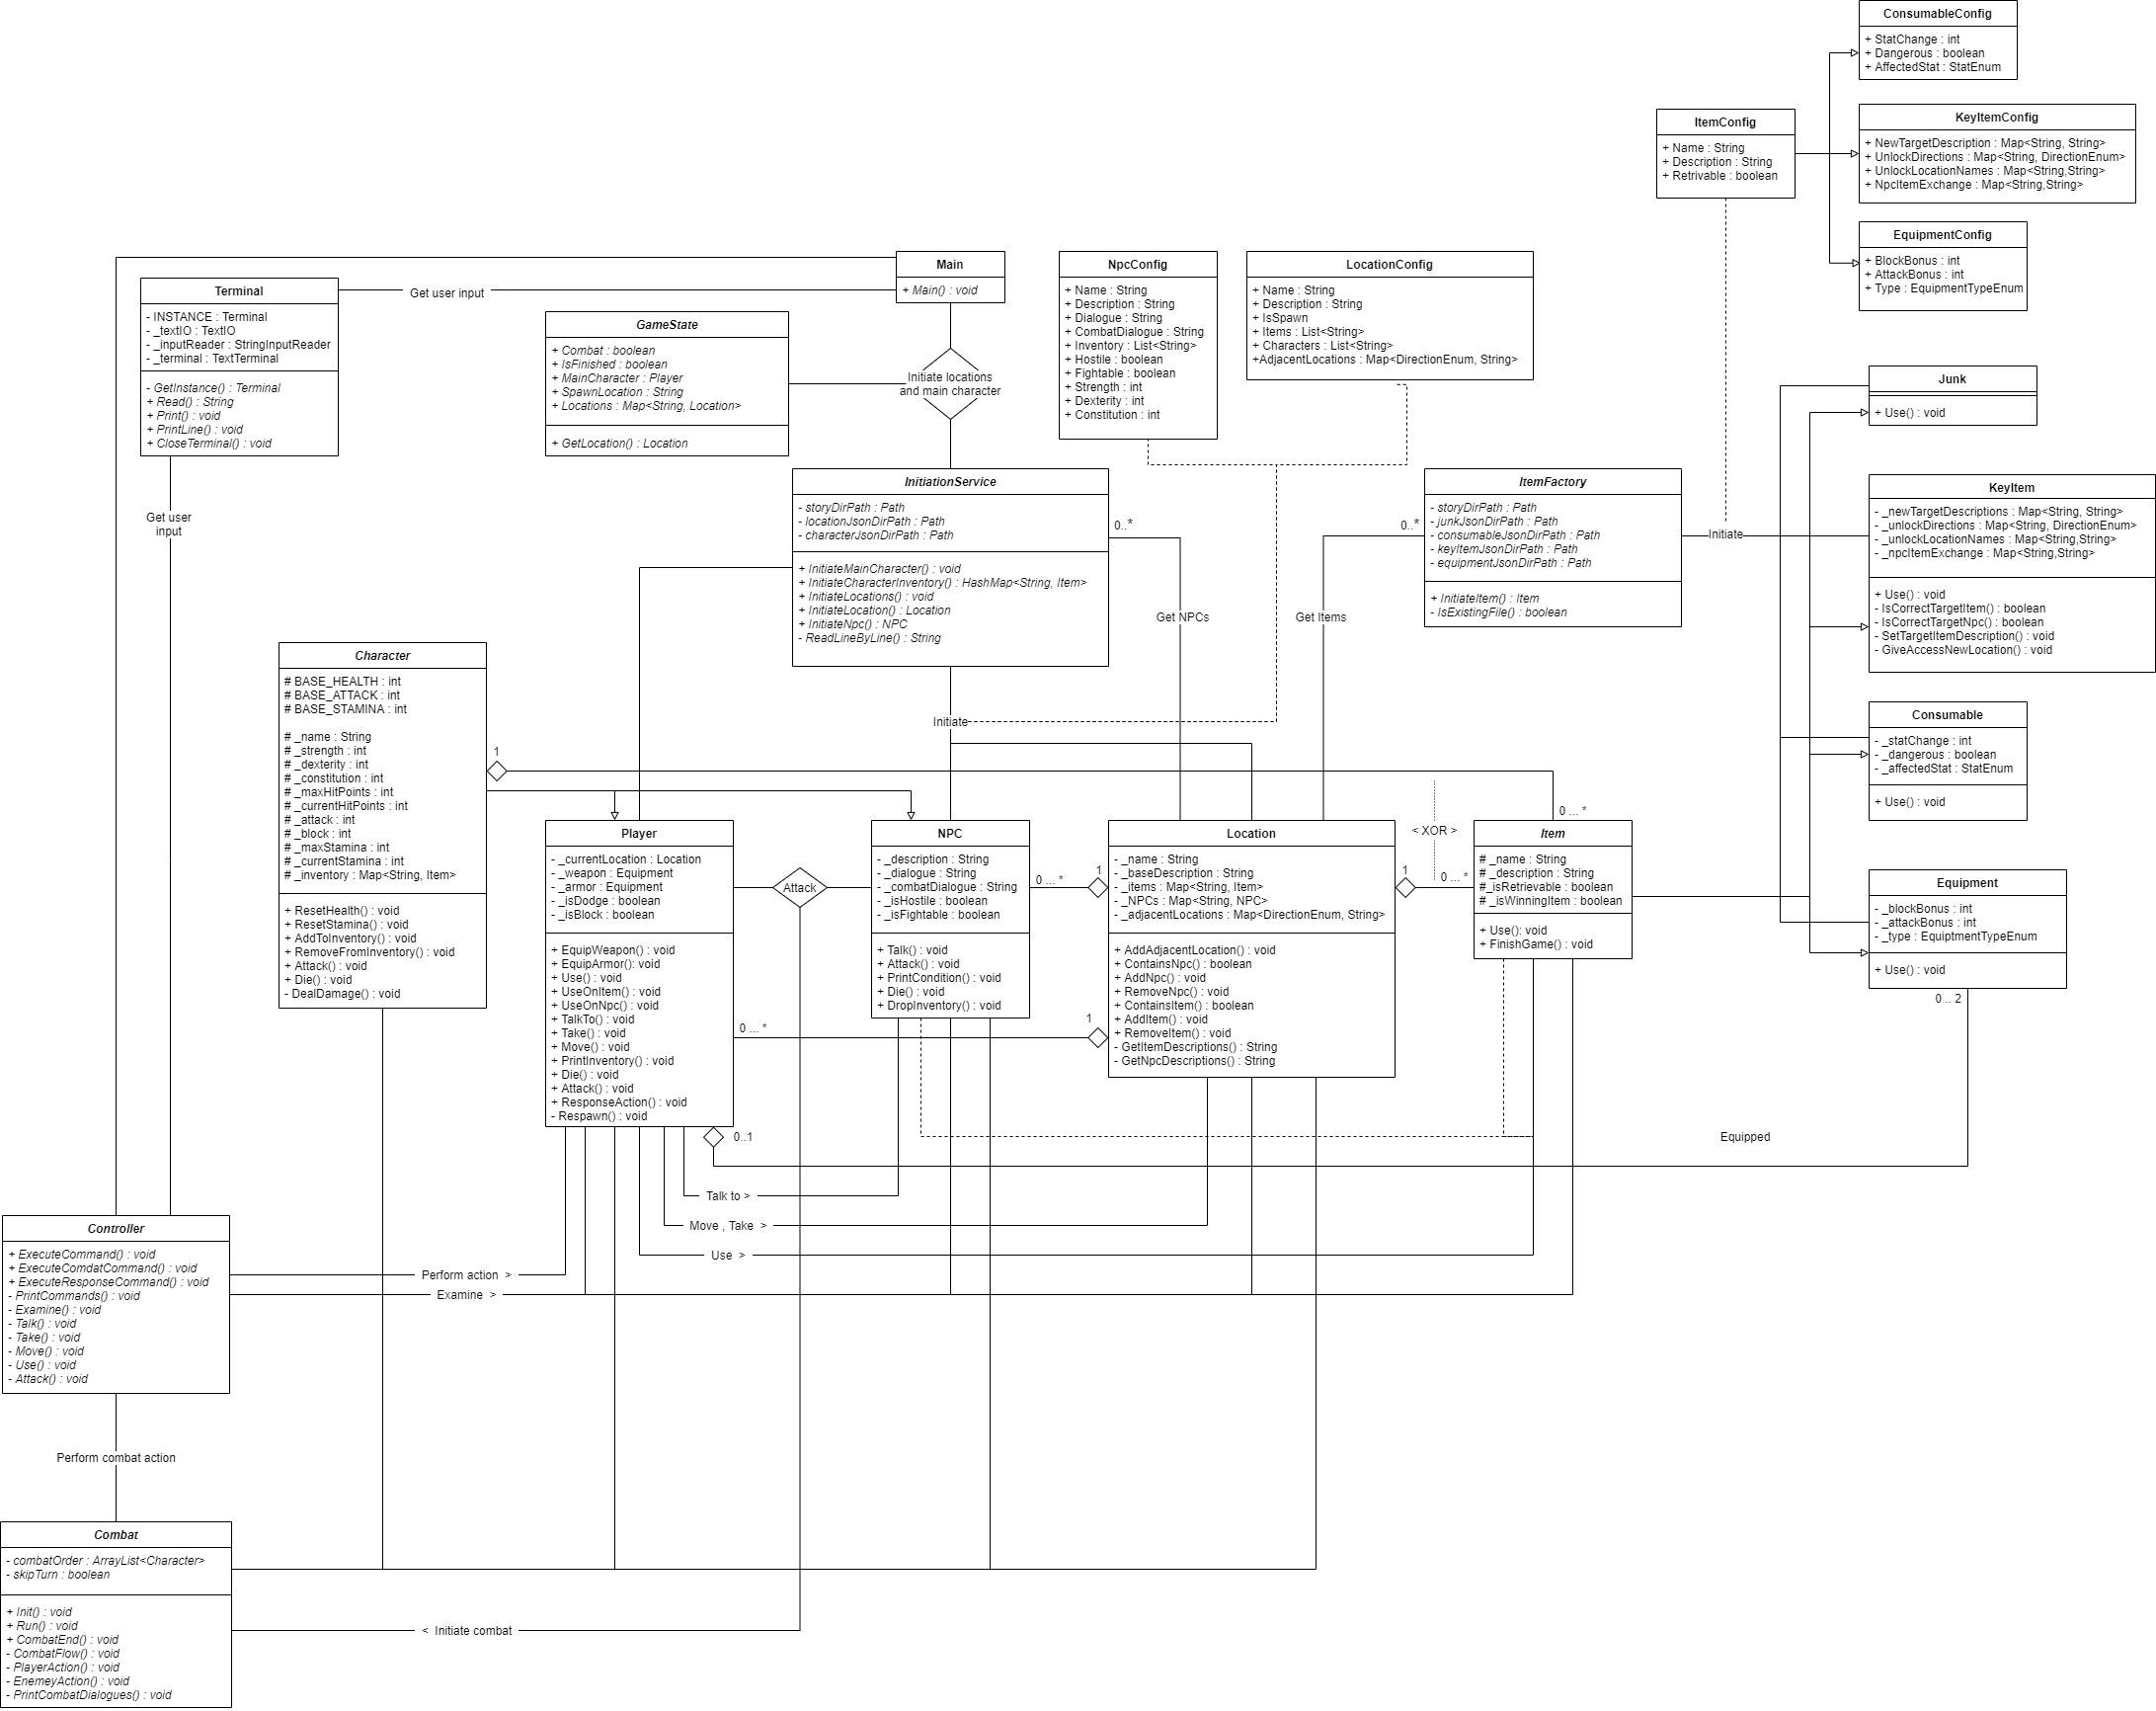 ConsumableConfig
+ StatChange : int
+ Dangerous : boolean
+ AffectedStat : StatEnum
ItemConfig
+ Name : String
+ Description : String
+ Retrivable : boolean
KeyItemConfig
+ NewTargetDescription : Map<String, String>
+ UnlockDirections : Map<String, DirectionEnum>
+ UnlockLocationNames : Map<String,String>
+ NpcItemExchange : Map<String,String>
EquipmentConfig
+ BlockBonus : int
+ AttackBonus : int
+ Type : EquipmentTypeEnum
Main
+ Main() : void
Terminal
- INSTANCE : Terminal
- _textIO : TextIO
- _inputReader : StringInputReader
- _terminal : TextTerminal
- GetInstance() : Terminal
+ Read() : String
+ Print() : void
+ PrintLine() : void
+ CloseTerminal() : void
Get user input
GameState
+ Combat : boolean
+ IsFinished : boolean
+ MainCharacter : Player
+ SpawnLocation : String
+ Locations : Map<String, Location>
+ GetLocation() : Location
Initiate locations
and main character
NpcConfig
+ Name : String
+ Description : String
+ Dialogue : String
+ CombatDialogue : String
+ Inventory : List<String>
+ Hostile : boolean
+ Fightable : boolean
+ Strength : int
+ Dexterity : int
+ Constitution : int
LocationConfig
+ Name : String
+ Description : String
+ IsSpawn
+ Items : List<String>
+ Characters : List<String>
+AdjacentLocations : Map<DirectionEnum, String>
Junk
+ Use() : void
Get user
input
InitiationService
- storyDirPath : Path
- locationJsonDirPath : Path
- characterJsonDirPath : Path
+ InitiateMainCharacter() : void
+ InitiateCharacterInventory() : HashMap<String, Item>
+ InitiateLocations() : void
+ InitiateLocation() : Location
+ InitiateNpc() : NPC
- ReadLineByLine() : String
0..*
Get NPCs
0..*
Get Items
ItemFactory
- storyDirPath : Path
- junkJsonDirPath : Path
- consumableJsonDirPath : Path
- keyItemJsonDirPath : Path
- equipmentJsonDirPath : Path
+ InitiateItem() : Item
- IsExistingFile() : boolean
Initiate
KeyItem
- _newTargetDescriptions : Map<String, String>
- _unlockDirections : Map<String, DirectionEnum>
- _unlockLocationNames : Map<String,String>
- _npcItemExchange : Map<String,String>
+ Use() : void
- IsCorrectTargetItem() : boolean
- IsCorrectTargetNpc() : boolean
- SetTargetItemDescription() : void
- GiveAccessNewLocation() : void
Character
# BASE_HEALTH : int
# BASE_ATTACK : int
# BASE_STAMINA : int
# _name : String
# _strength : int
# _dexterity : int
# _constitution : int
# _maxHitPoints : int
# _currentHitPoints : int
# _attack : int
# _block : int
# _maxStamina : int
# _currentStamina : int
# _inventory : Map<String, Item>
+ ResetHealth() : void
+ ResetStamina() : void
+ AddToInventory() : void
+ RemoveFromInventory() : void
+ Attack() : void
+ Die() : void
- DealDamage() : void
1
Initiate
0 ... *
< XOR >
Consumable
- _statChange : int
- _dangerous : boolean
- _affectedStat : StatEnum
+ Use() : void
Player
- _currentLocation : Location
- _weapon : Equipment
- _armor : Equipment
- _isDodge : boolean
- _isBlock : boolean
+ EquipWeapon() : void
+ EquipArmor(): void
+ Use() : void
+ UseOnItem() : void
+ UseOnNpc() : void
+ TalkTo() : void
+ Take() : void
+ Move() : void
+ PrintInventory() : void
+ Die() : void
+ Attack() : void
+ ResponseAction() : void
- Respawn() : void
Attack
NPC
- _description : String
- _dialogue : String
- _combatDialogue : String
- _isHostile : boolean
- _isFightable : boolean
+ Talk() : void
+ Attack() : void
+ PrintCondition() : void
+ Die() : void
+ DropInventory() : void
0 ... *
1
Location
- _name : String
- _baseDescription : String
- _items : Map<String, Item>
- _NPCs : Map<String, NPC>
- _adjacentLocations : Map<DirectionEnum, String>
+ AddAdjacentLocation() : void
+ ContainsNpc() : boolean
+ AddNpc() : void
+ RemoveNpc() : void
+ ContainsItem() : boolean
+ AddItem() : void
+ RemoveItem() : void
- GetItemDescriptions() : String
- GetNpcDescriptions() : String
1
0 ... *
Item
# _name : String
# _description : String
# _isRetrievable : boolean
# _isWinningItem : boolean
+ Use(): void
+ FinishGame() : void
Equipment
- _blockBonus : int
- _attackBonus : int
- _type : EquiptmentTypeEnum
+ Use() : void
0 .. 2
0 ... *
1
0..1
Equipped
Talk to >
Move , Take >
Use >
Controller
+ ExecuteCommand() : void
+ ExecuteComdatCommand() : void
+ ExecuteResponseCommand() : void
- PrintCommands() : void
- Examine() : void
- Talk() : void
- Take() : void
- Move() : void
- Use() : void
- Attack() : void
Perform action >
Examine >
Perform combat action
Combat
- combatOrder : ArrayList<Character>
- skipTurn : boolean
+ Init() : void
+ Run() : void
+ CombatEnd() : void
- CombatFlow() : void
- PlayerAction() : void
- EnemeyAction() : void
- PrintCombatDialogues() : void
< Initiate combat